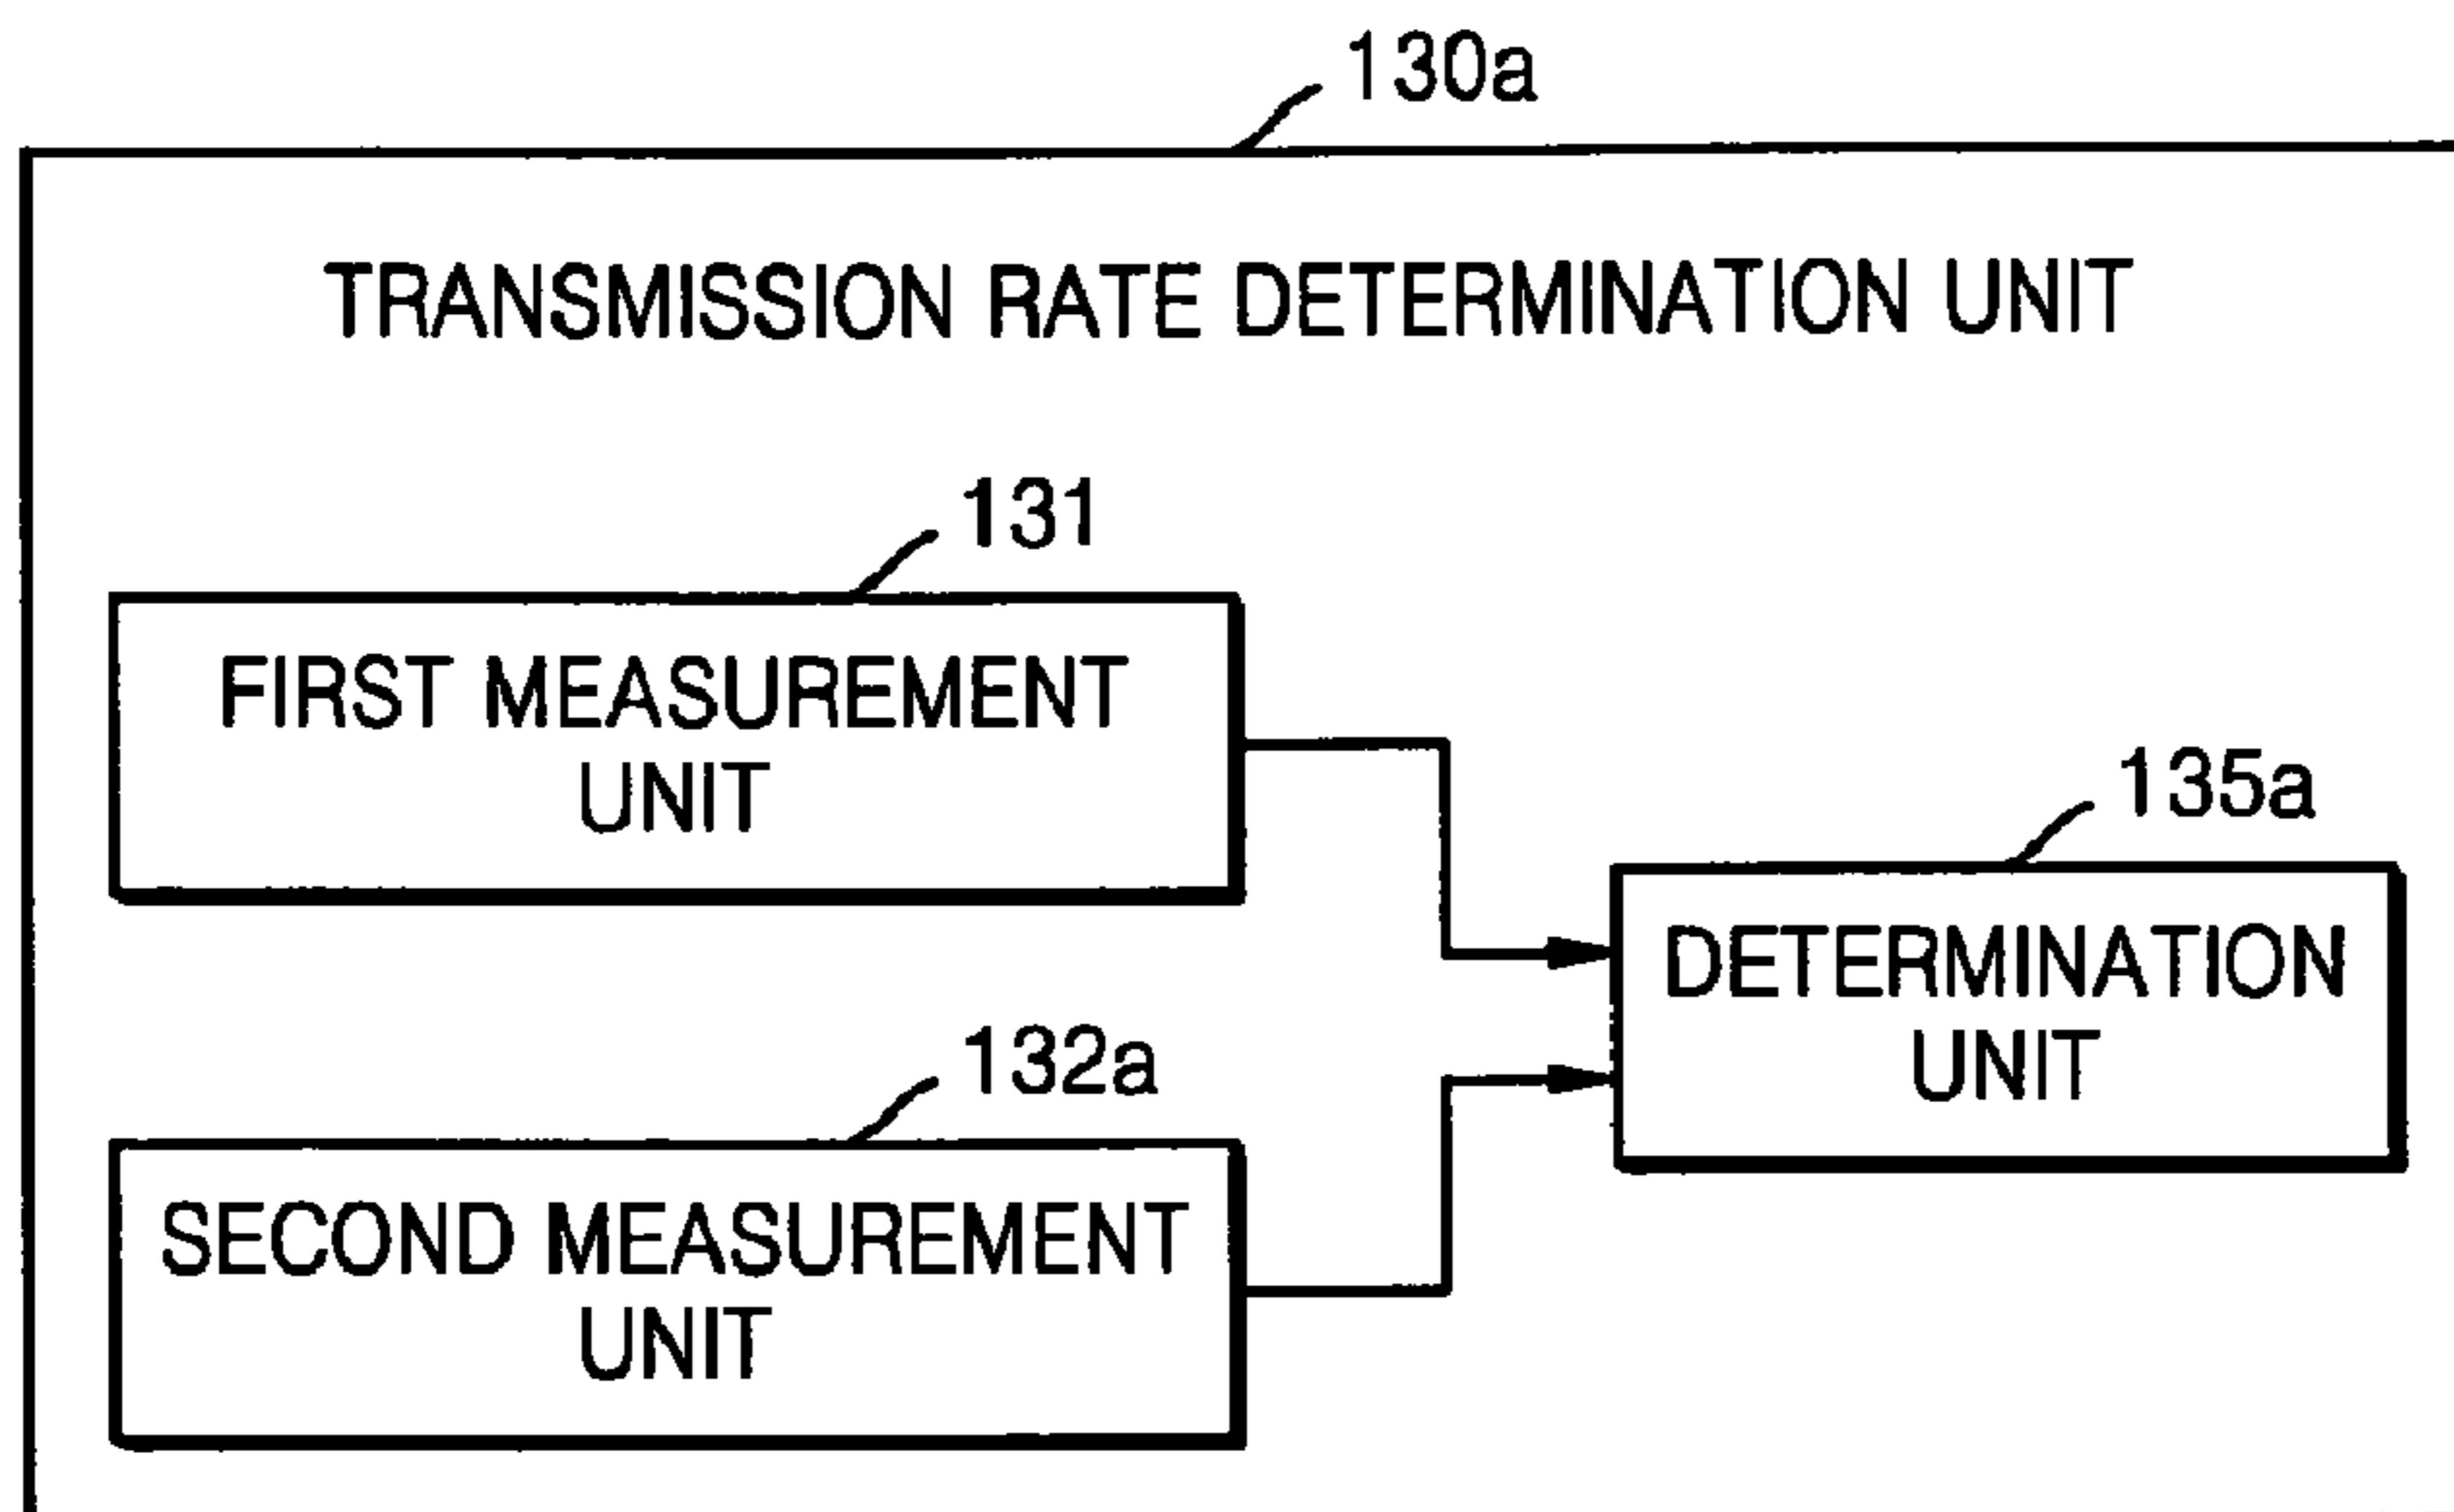 130a
TRANSMISSION RATE DETERMINATION UNIT
131
FIRST MEASUREMENT
UNIT
135a
DETERMINATION
UNIT
132a
SECOND MEASUREMENT
UNIT